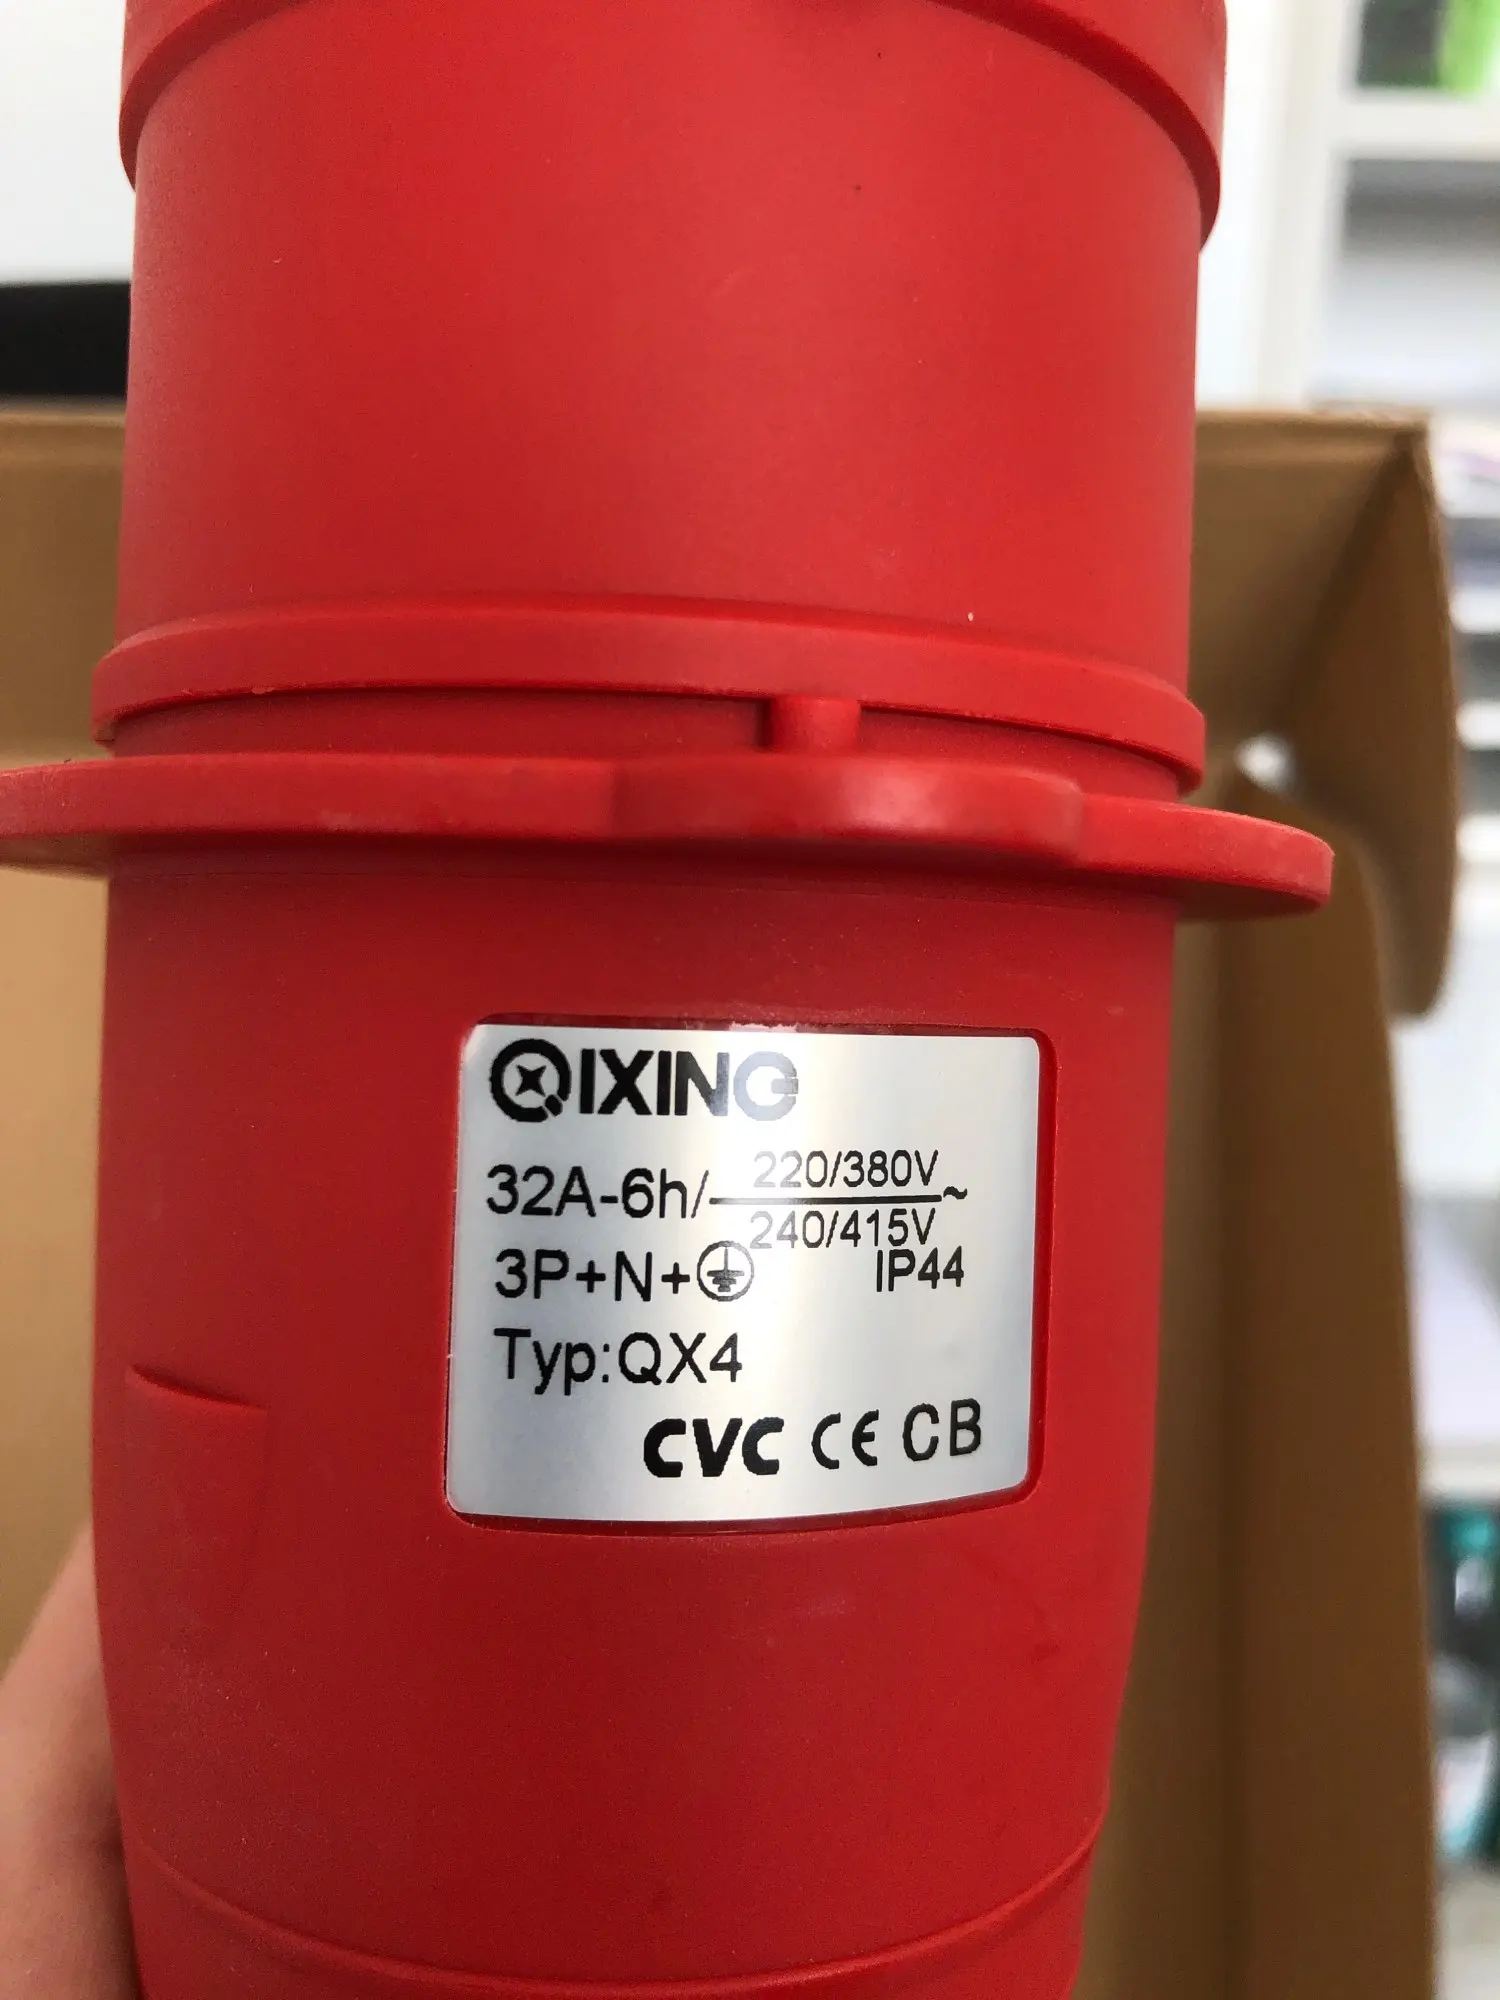 QIXING
32A-6h/ 220/380V ~
240/415V
3P+N+⏚ IP44
Typ:QX4
CVC CE CB